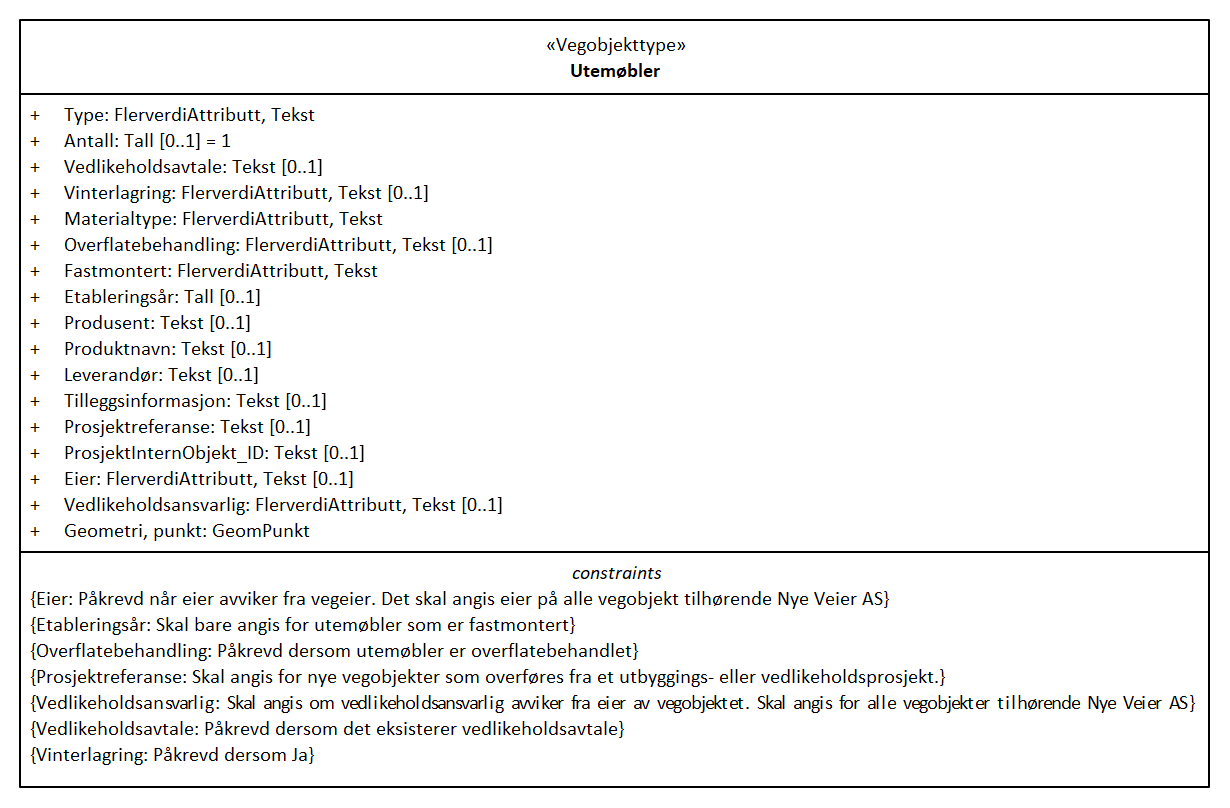 «Vegobjekttype»
Utemøbler
+ Type: FlerverdiAttributt, Tekst
+ Antall: Tall [0..1] = 1
+ Vedlikeholdsavtale: Tekst [0..1]
+ Vinterlagring: FlerverdiAttributt, Tekst [0..1]
+ Materialtype: FlerverdiAttributt, Tekst
+ Overflatebehandling: FlerverdiAttributt, Tekst [0..1]
+ Fastmontert: FlerverdiAttributt, Tekst
+ Etableringsår: Tall [0..1]
+ Produsent: Tekst [0..1]
+ Produktnavn: Tekst [0..1]
+ Leverandør: Tekst [0..1]
+ Tilleggsinformasjon: Tekst [0..1]
+ Prosjektreferanse: Tekst [0..1]
+ ProsjektInternObjekt_ID: Tekst [0..1]
+ Eier: FlerverdiAttributt, Tekst [0..1]
+ Vedlikeholdsansvarlig: FlerverdiAttributt, Tekst [0..1]
+ Geometri, punkt: GeomPunkt
constraints
{Eier: Påkrevd når eier avviker fra vegeier. Det skal angis eier på alle vegobjekt tilhørende Nye Veier AS}
{Etableringsår: Skal bare angis for utemøbler som er fastmontert}
{Overflatebehandling: Påkrevd dersom utemøbler er overflatebehandlet}
{Prosjektreferanse: Skal angis for nye vegobjekter som overføres fra et utbyggings- eller vedlikeholdsprosjekt.}
{Vedlikeholdsansvarlig: Skal angis om vedlikeholdsansvarlig avviker fra eier av vegobjektet. Skal angis for alle vegobjekter tilhørende Nye Veier AS}
{Vedlikeholdsavtale: Påkrevd dersom det eksisterer vedlikeholdsavtale}
{Vinterlagring: Påkrevd dersom Ja}